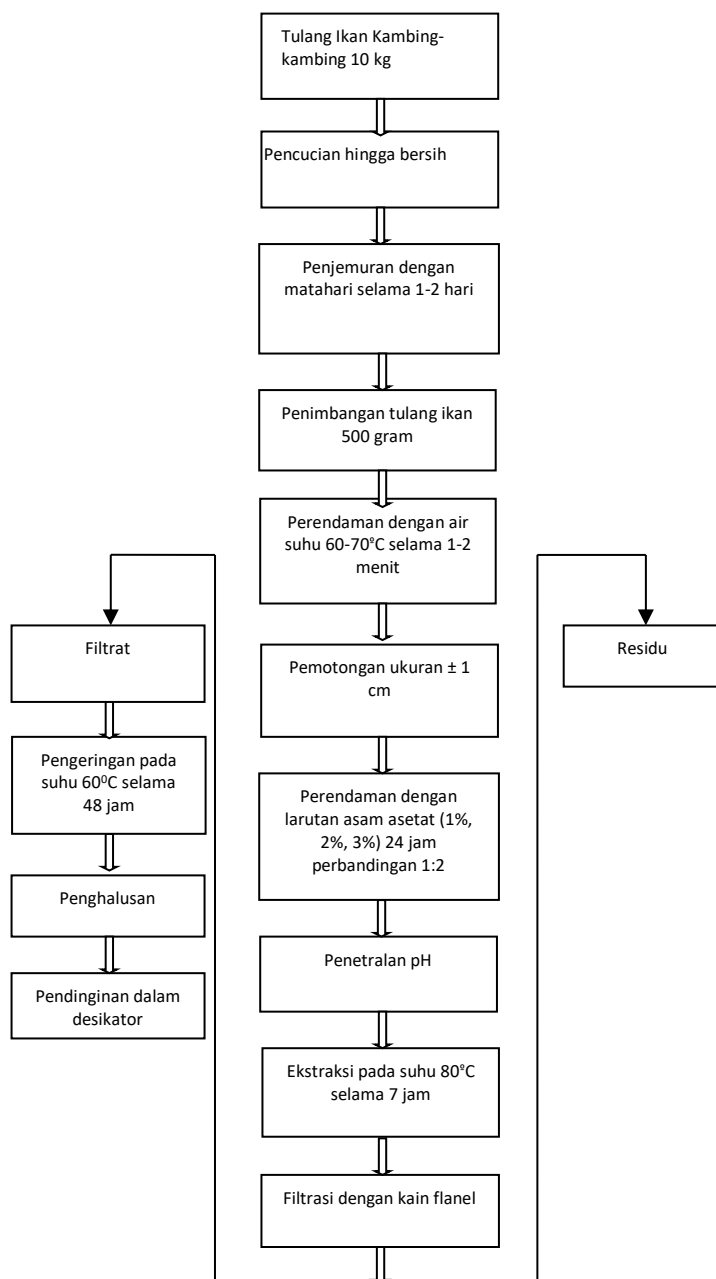 Tulang Ikan Kambing-
kambing 10 kg
Pencucian hingga bersih
Penjemuran dengan
matahari selama 1-2 hari
Penimbangan tulang ikan
500 gram
Perendaman dengan air
suhu 60-70°C selama 1-2
menit
Pemotongan ukuran ± 1
cm
Perendaman dengan
larutan asam asetat (1%,
2%, 3%) 24 jam
perbandingan 1:2
Penetralan pH
Ekstraksi pada suhu 80°C
selama 7 jam
Filtrasi dengan kain flanel
Filtrat
Pengeringan pada
suhu 60⁰C selama
48 jam
Penghalusan
Pendinginan dalam
desikator
Residu